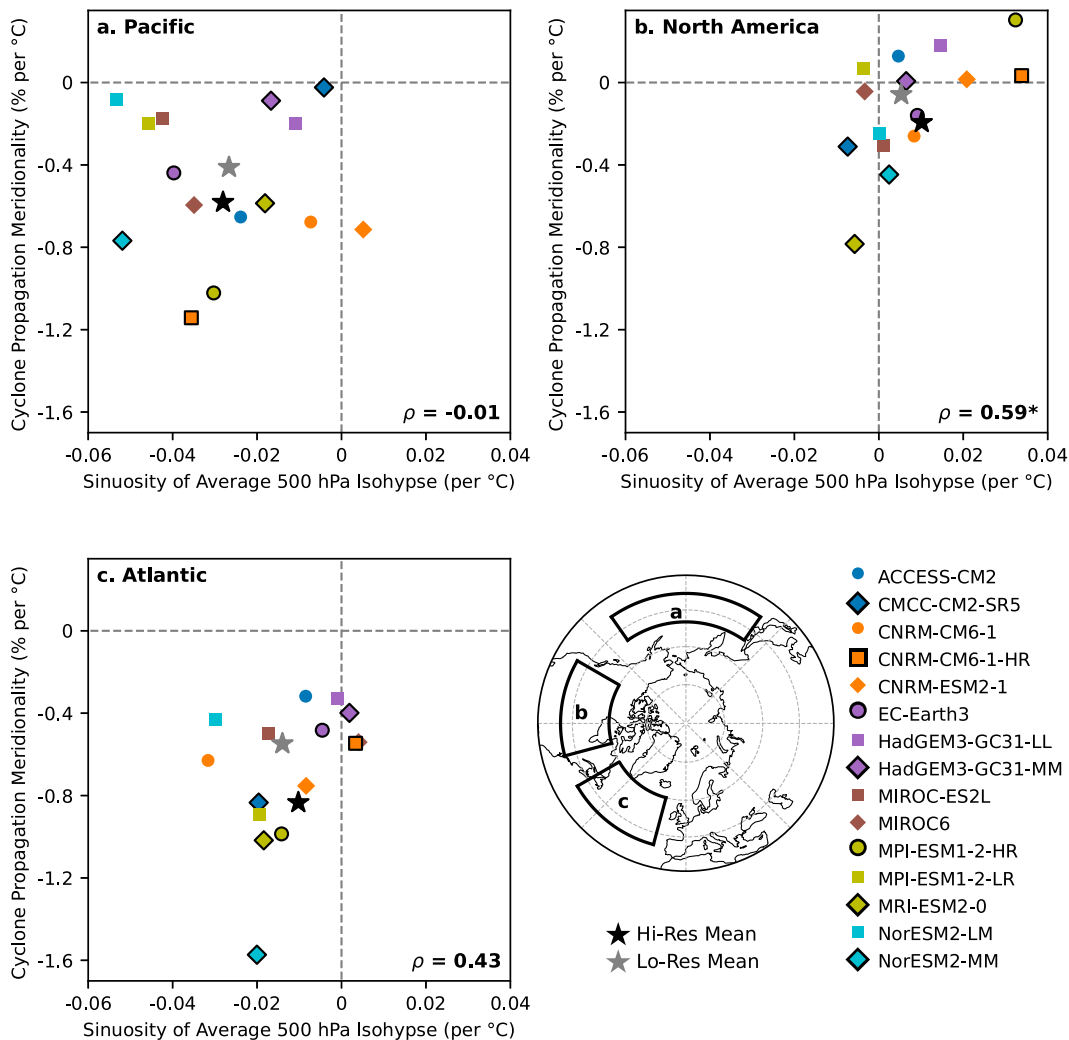 a. Pacific
Cyclone Propagation Meridionality (% per °C)
0
-0.4
-0.8
-1.2
-1.6
ρ = -0.01
-0.06
-0.04
-0.02
0
0.02
0.04
Sinuosity of Average 500 hPa Isohypse (per °C)
b. North America
Cyclone Propagation Meridionality (% per °C)
0
-0.4
-0.8
-1.2
-1.6
ρ = 0.59*
-0.06
-0.04
-0.02
0
0.02
0.04
Sinuosity of Average 500 hPa Isohypse (per °C)
c. Atlantic
Cyclone Propagation Meridionality (% per °C)
0
-0.4
-0.8
-1.2
-1.6
ρ = 0.43
-0.06
-0.04
-0.02
0
0.02
0.04
Sinuosity of Average 500 hPa Isohypse (per °C)
a
b
c
Hi-Res Mean
Lo-Res Mean
ACCESS-CM2
CMCC-CM2-SR5
CNRM-CM6-1
CNRM-CM6-1-HR
CNRM-ESM2-1
EC-Earth3
HadGEM3-GC31-LL
HadGEM3-GC31-MM
MIROC-ES2L
MIROC6
MPI-ESM1-2-HR
MPI-ESM1-2-LR
MRI-ESM2-0
NorESM2-LM
NorESM2-MM